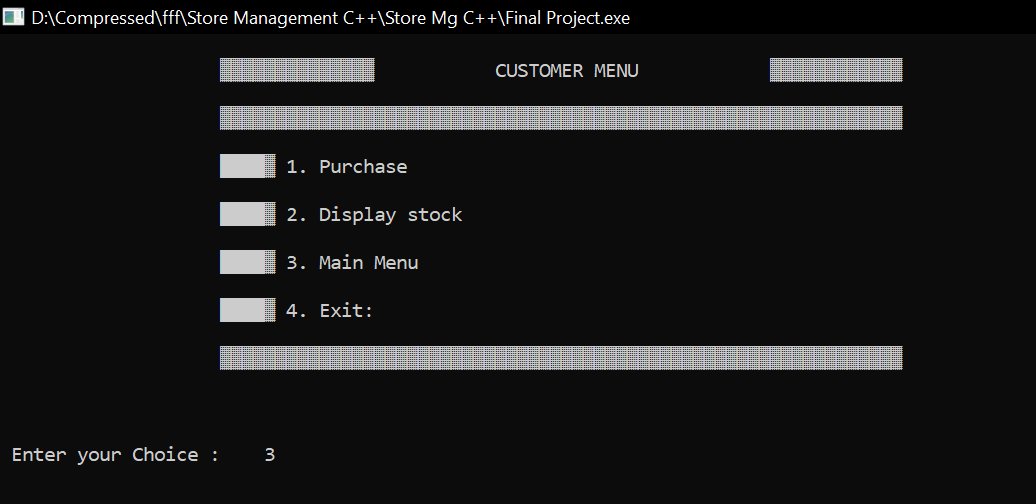 D:\Compressed\fff\Store Management C++\Store Mg C++\Final Project.exe
CUSTOMER MENU
1. Purchase
2. Display stock
3. Main Menu
4. Exit:
Enter your Choice :    3